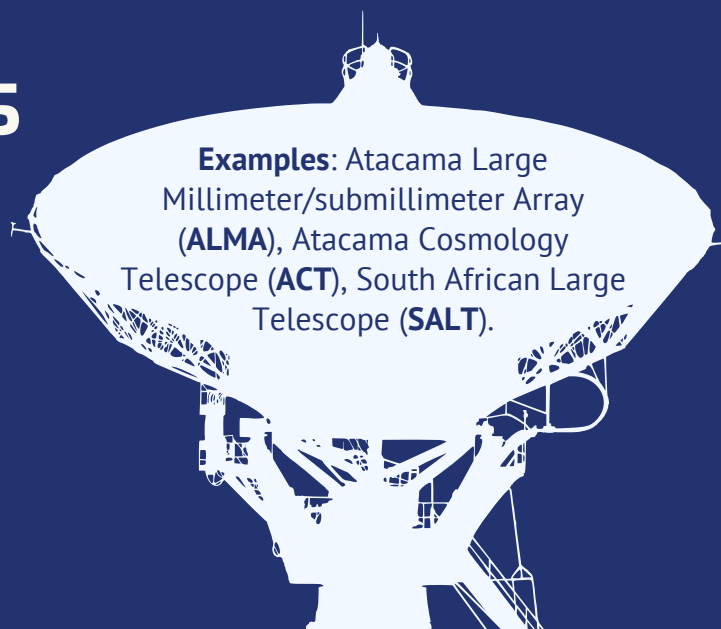 s
Examples: Atacama Large
Millimeter/submillimeter Array
(ALMA), Atacama Cosmology
Telescope (ACT), South African Large
Telescope (SALT).